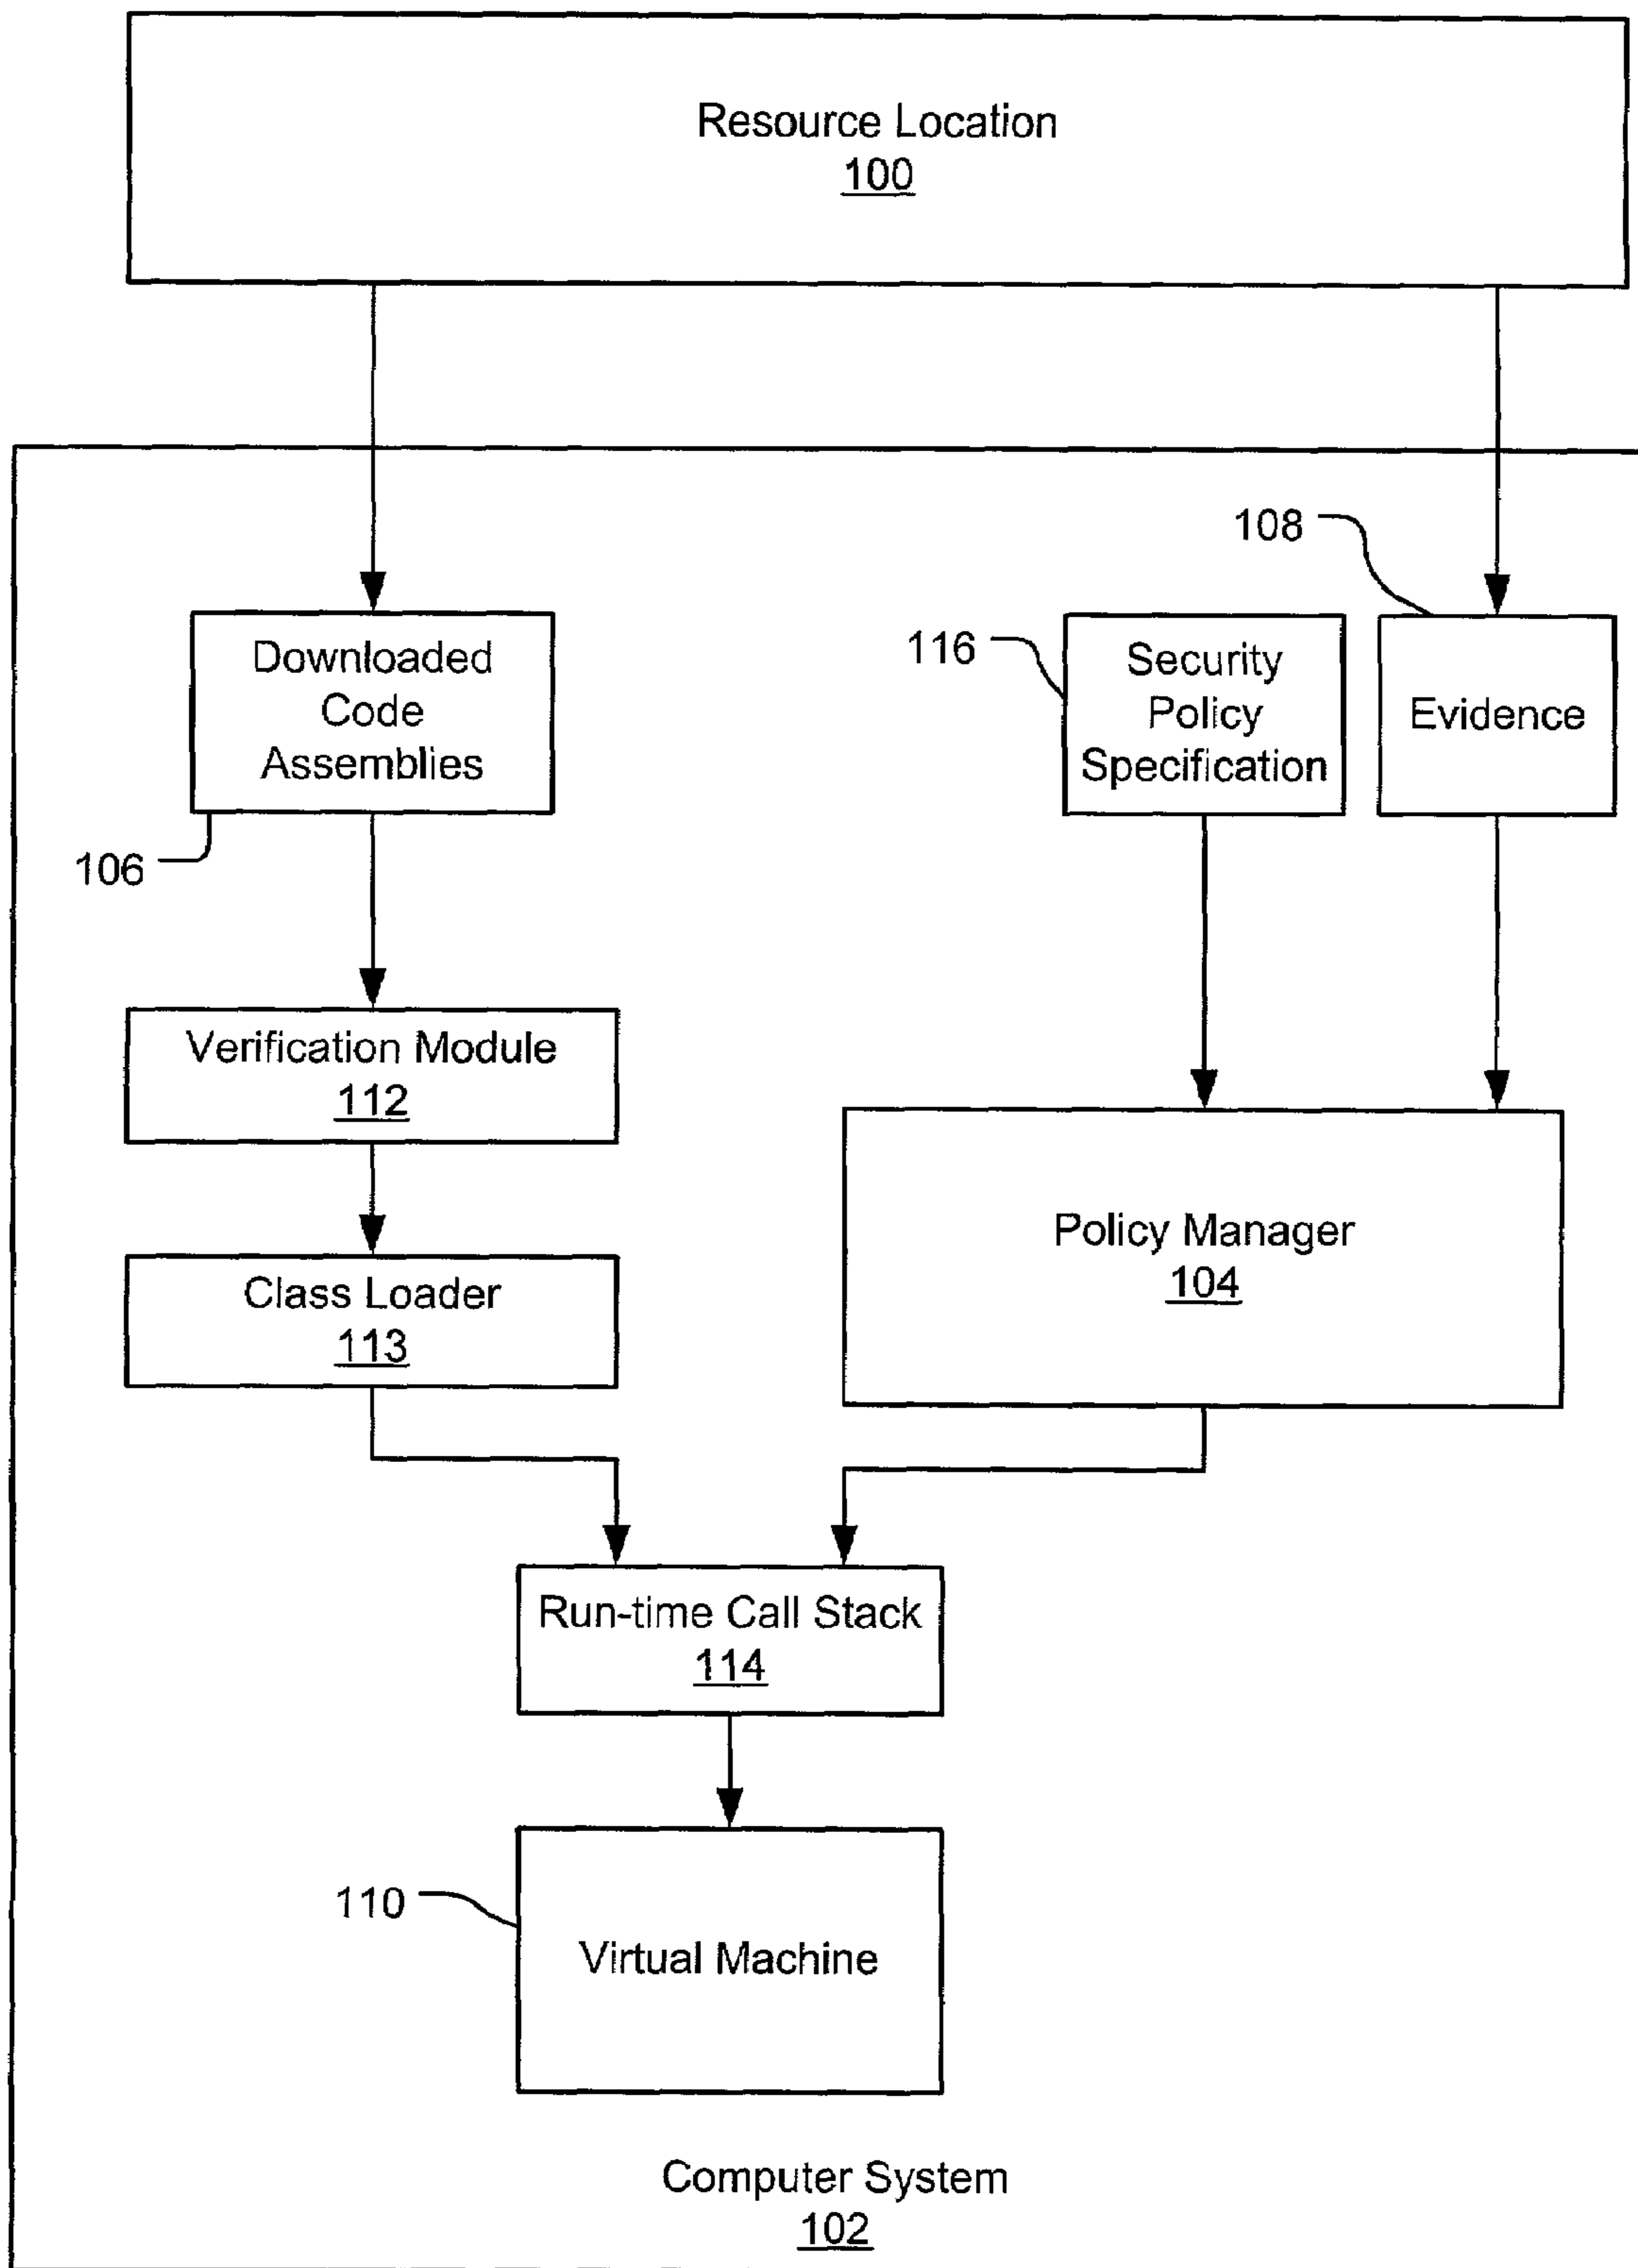 Resource Location
100
108
116
Downloaded
Code
Assemblies
Security
Policy
Specification
Evidence
106
Verification Module
112
Class Loader
113
Policy Manager
104
Run-time Call Stack
114
110
Virtual Machine
Computer System
102